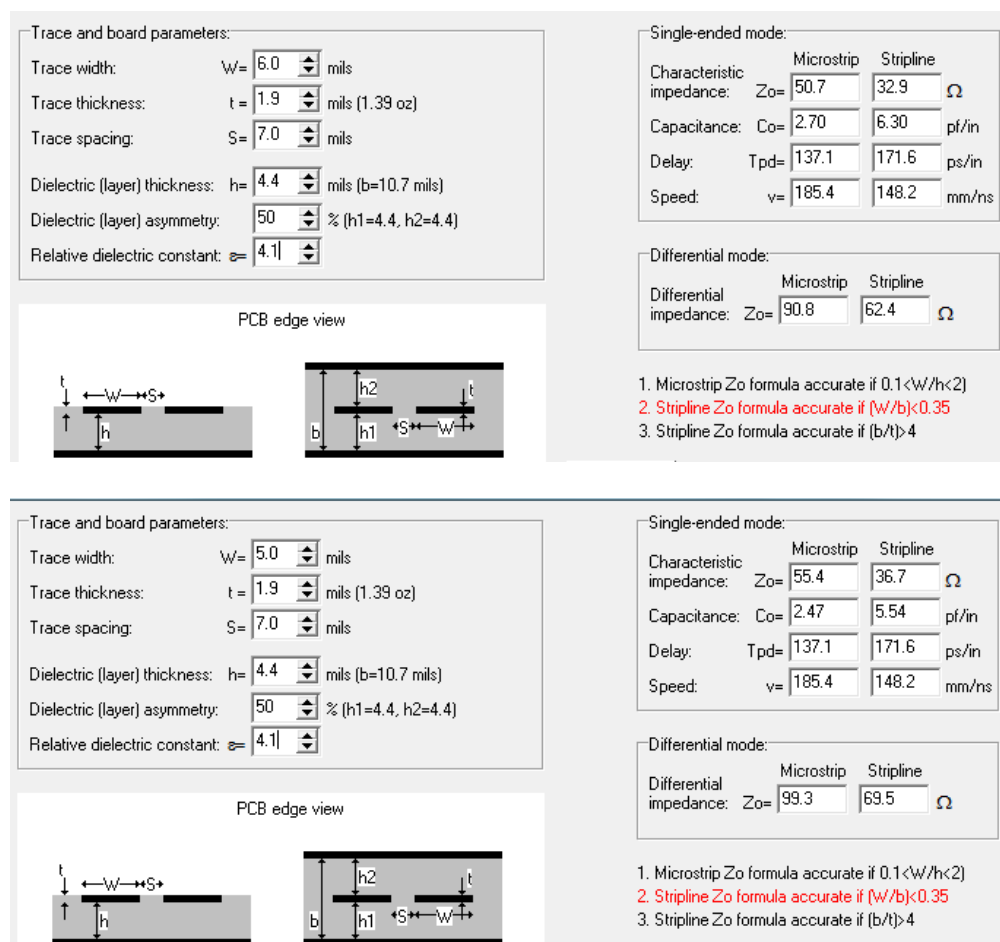 Trace and board parameters:
Trace width: W= 6.0 mils
Trace thickness: t = 1.9 mils (1.39 oz)
Trace spacing: S= 7.0 mils
Dielectric (layer) thickness: h= 4.4 mils (b=10.7 mils)
Dielectric (layer) asymmetry: 50 % (h1=4.4, h2=4.4)
Relative dielectric constant: ε= 4.1
PCB edge view
t W S h
b h2 h1 S W t
Single-ended mode:
Microstrip Stripline
Characteristic
impedance: Zo= 50.7 32.9 Ω
Capacitance: Co= 2.70 6.30 pf/in
Delay: Tpd= 137.1 171.6 ps/in
Speed: v= 185.4 148.2 mm/ns
Differential mode:
Microstrip Stripline
Differential
impedance: Zo= 90.8 62.4 Ω
1. Microstrip Zo formula accurate if 0.1<W/h<2)
2. Stripline Zo formula accurate if (W/b)<0.35
3. Stripline Zo formula accurate if (b/t)>4
Trace and board parameters:
Trace width: W= 5.0 mils
Trace thickness: t = 1.9 mils (1.39 oz)
Trace spacing: S= 7.0 mils
Dielectric (layer) thickness: h= 4.4 mils (b=10.7 mils)
Dielectric (layer) asymmetry: 50 % (h1=4.4, h2=4.4)
Relative dielectric constant: ε= 4.1
PCB edge view
t W S h
b h2 h1 S W t
Single-ended mode:
Microstrip Stripline
Characteristic
impedance: Zo= 55.4 36.7 Ω
Capacitance: Co= 2.47 5.54 pf/in
Delay: Tpd= 137.1 171.6 ps/in
Speed: v= 185.4 148.2 mm/ns
Differential mode:
Microstrip Stripline
Differential
impedance: Zo= 99.3 69.5 Ω
1. Microstrip Zo formula accurate if 0.1<W/h<2)
2. Stripline Zo formula accurate if (W/b)<0.35
3. Stripline Zo formula accurate if (b/t)>4